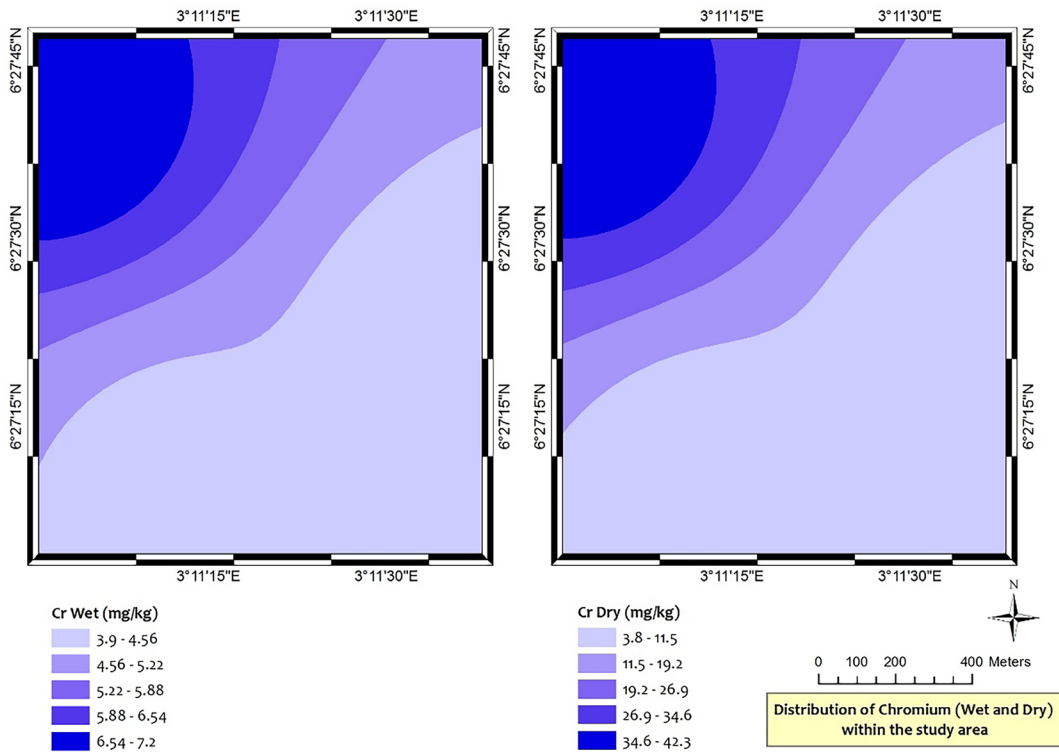 3°11'15"E 3°11'30"E 3°11'15"E 3°11'30"E
6°27'45"N 6°27'45"N 6°27'45"N 6°27'45"N
6°27'30"N 6°27'30"N 6°27'30"N 6°27'30"N
6°27'15"N 6°27'15"N 6°27'15"N 6°27'15"N
3°11'15"E 3°11'30"E 3°11'15"E 3°11'30"E
Cr Wet (mg/kg)
3.9 - 4.56
4.56 - 5.22
5.22 - 5.88
5.88 - 6.54
6.54 - 7.2
Cr Dry (mg/kg)
3.8 - 11.5
11.5 - 19.2
19.2 - 26.9
26.9 - 34.6
34.6 - 42.3
N
0 100 200 400 Meters
Distribution of Chromium (Wet and Dry)
within the study area